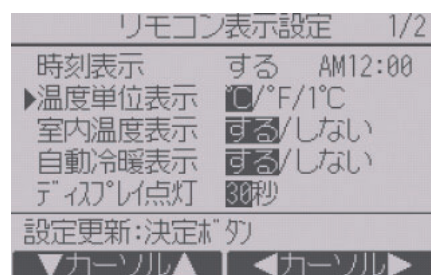 リモコン表示設定 1/2
時刻表示 する AM12:00
▶温度単位表示 ℃/°F/1℃
室内温度表示 する/しない
自動冷暖表示 する/しない
ディスプレイ点灯 30秒
設定更新:決定ボタン
▼カーソル▲ ◀カーソル▶